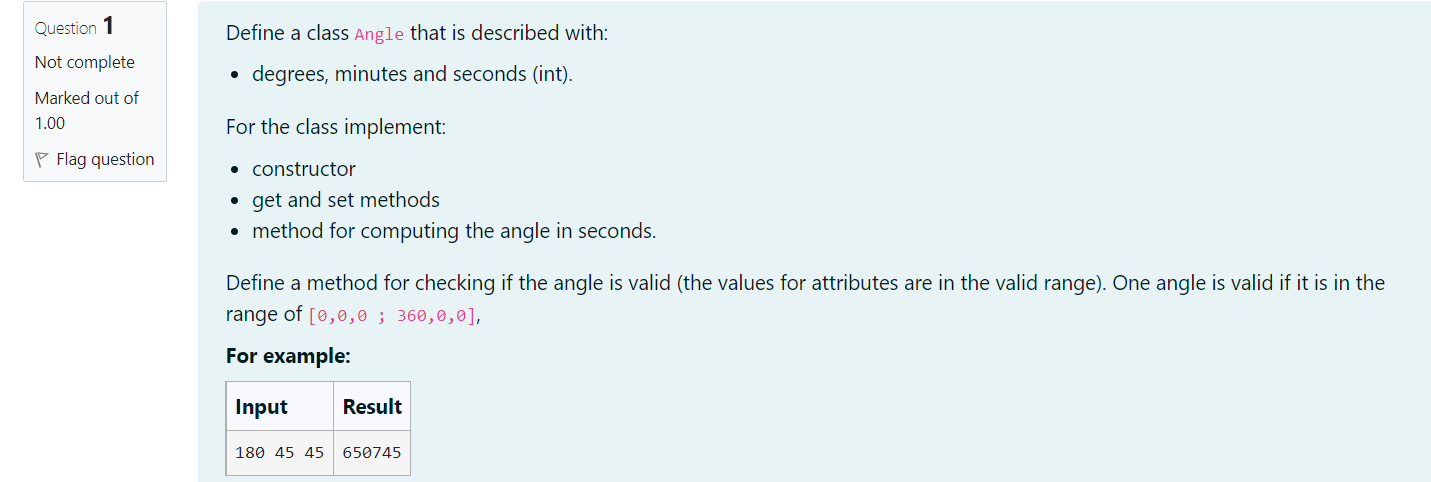 Question 1
Not complete
Marked out of
1.00
Flag question
Define a class Angle that is described with:
• degrees, minutes and seconds (int).
For the class implement:
• constructor
• get and set methods
• method for computing the angle in seconds.
Define a method for checking if the angle is valid (the values for attributes are in the valid range). One angle is valid if it is in the
range of [0,0,0 ; 360,0,0],
For example:
Input Result
180 45 45 650745